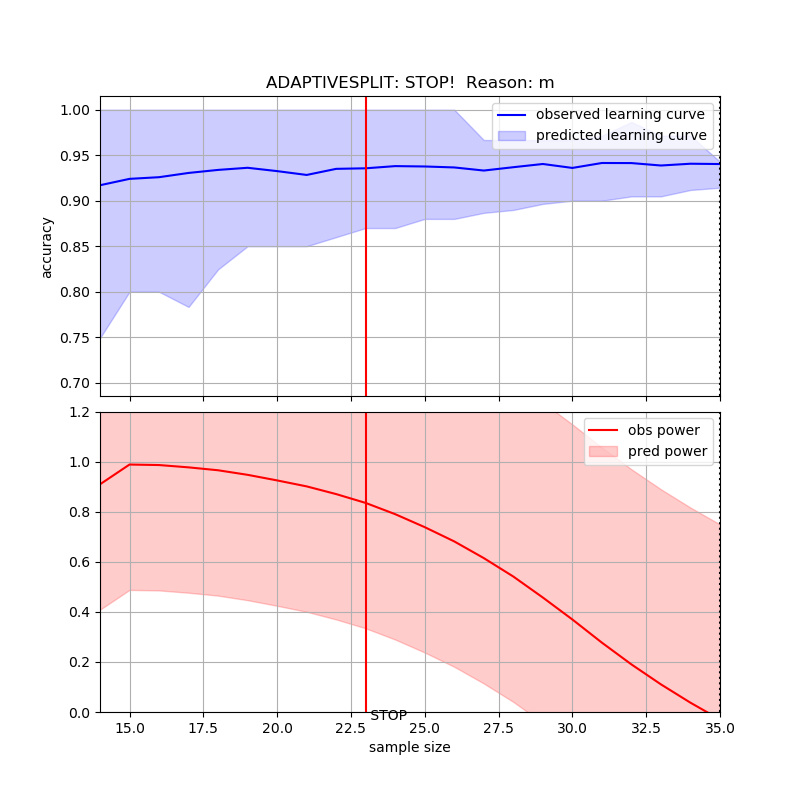 ADAPTIVESPLIT: STOP!  Reason: m
observed learning curve
predicted learning curve
accuracy
1.00
0.95
0.90
0.85
0.80
0.75
0.70
obs power
pred power
1.2
1.0
0.8
0.6
0.4
0.2
0.0
STOP
15.0 17.5 20.0 22.5 25.0 27.5 30.0 32.5 35.0
sample size